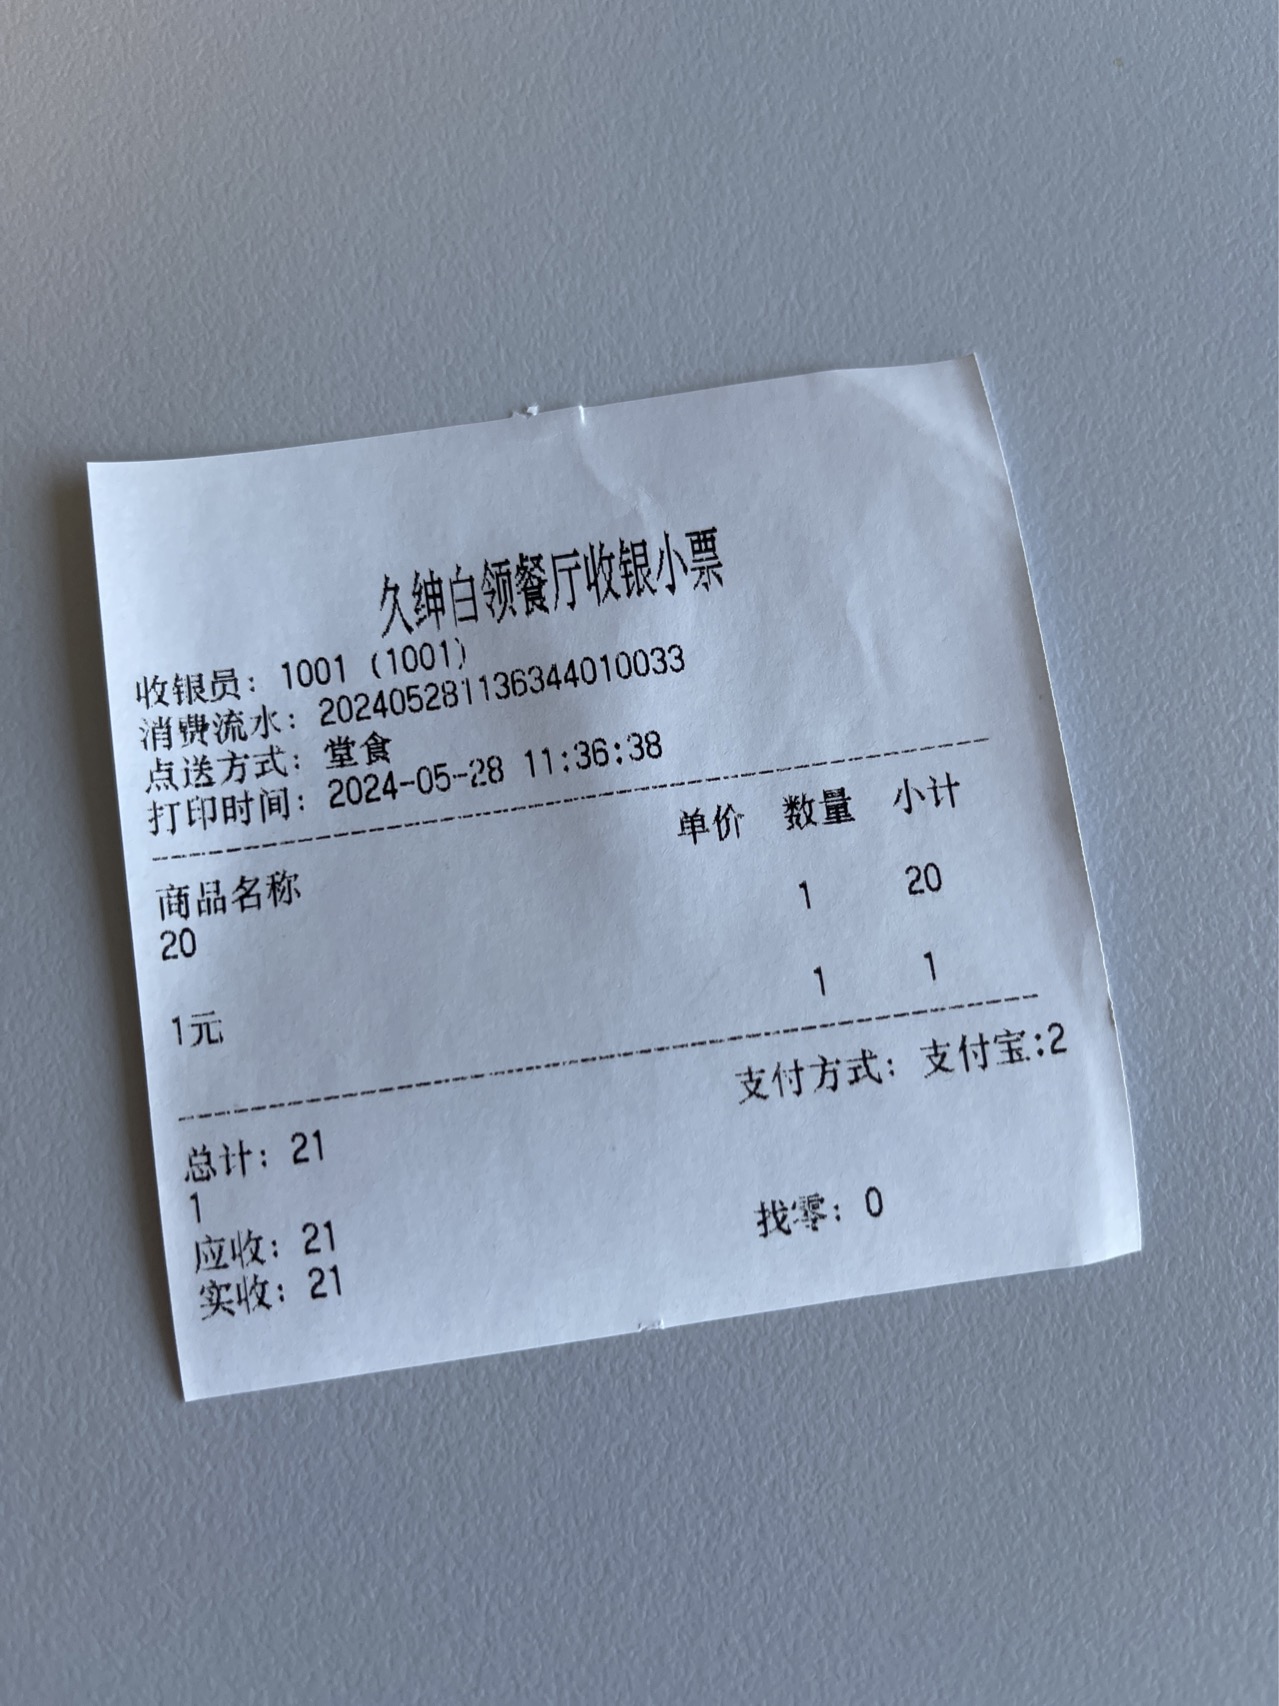 久绅白领餐厅收银小票
收银员：1001（1001）
消费流水：2024052811363440100​33
点送方式：堂食
打印时间：2024-05-28 11:36:38
商品名称 单价 数量 小计
20 1 20
1元 1 1
总计：21 支付方式：支付宝:2
1
应收：21
实收：21 找零：0